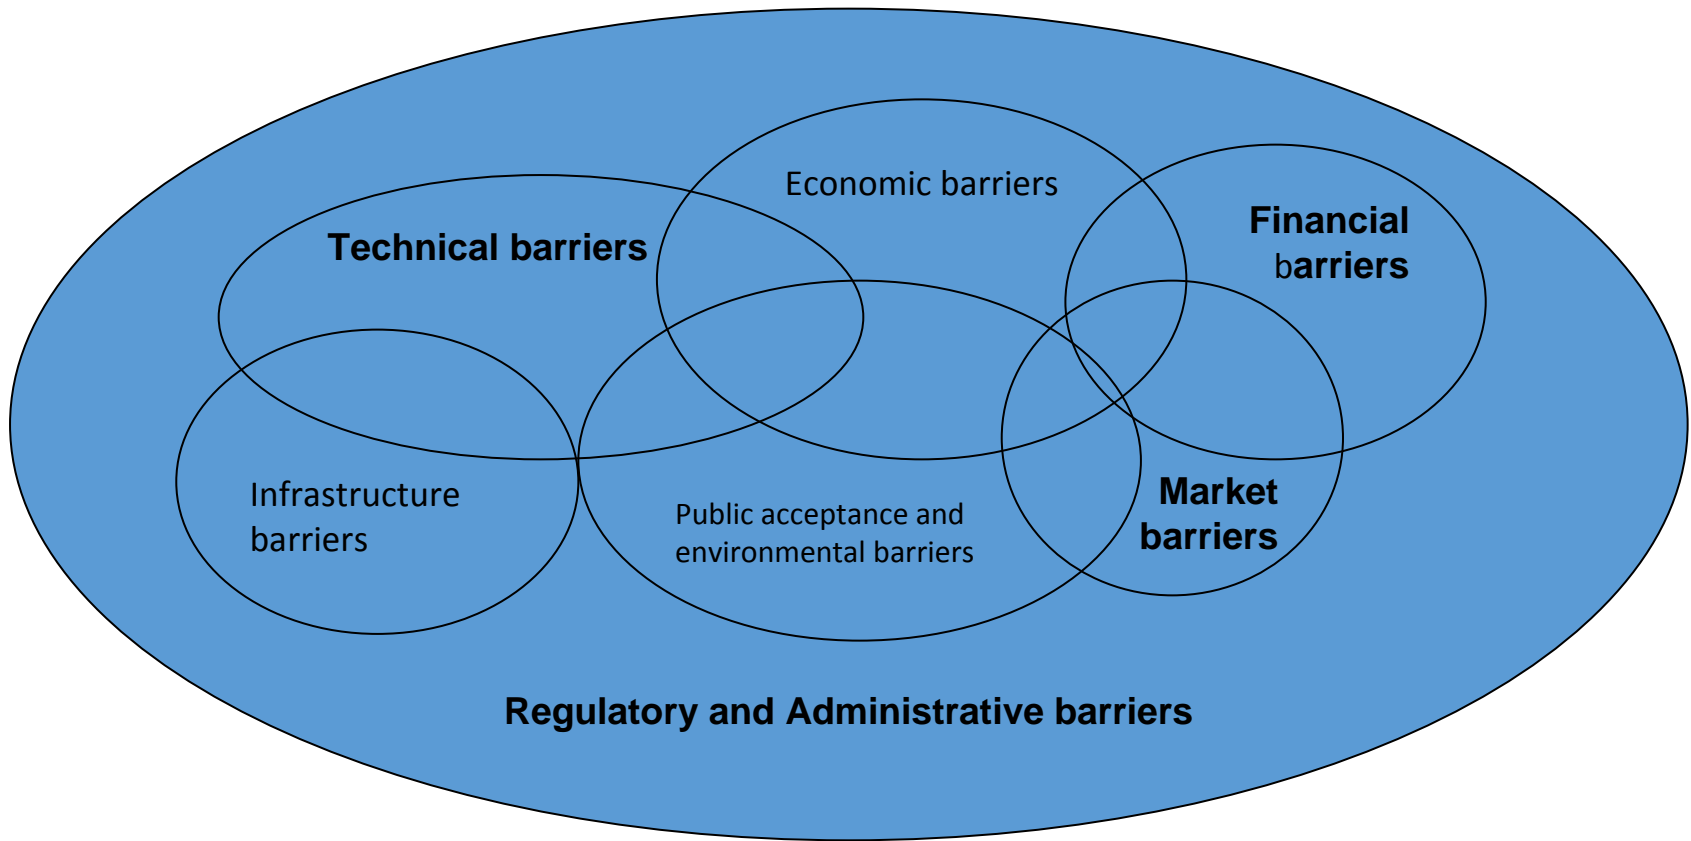 Economic barriers
Technical barriers
Financial
barriers
Infrastructure
barriers
Public acceptance and
environmental barriers
Market
barriers
Regulatory and Administrative barriers